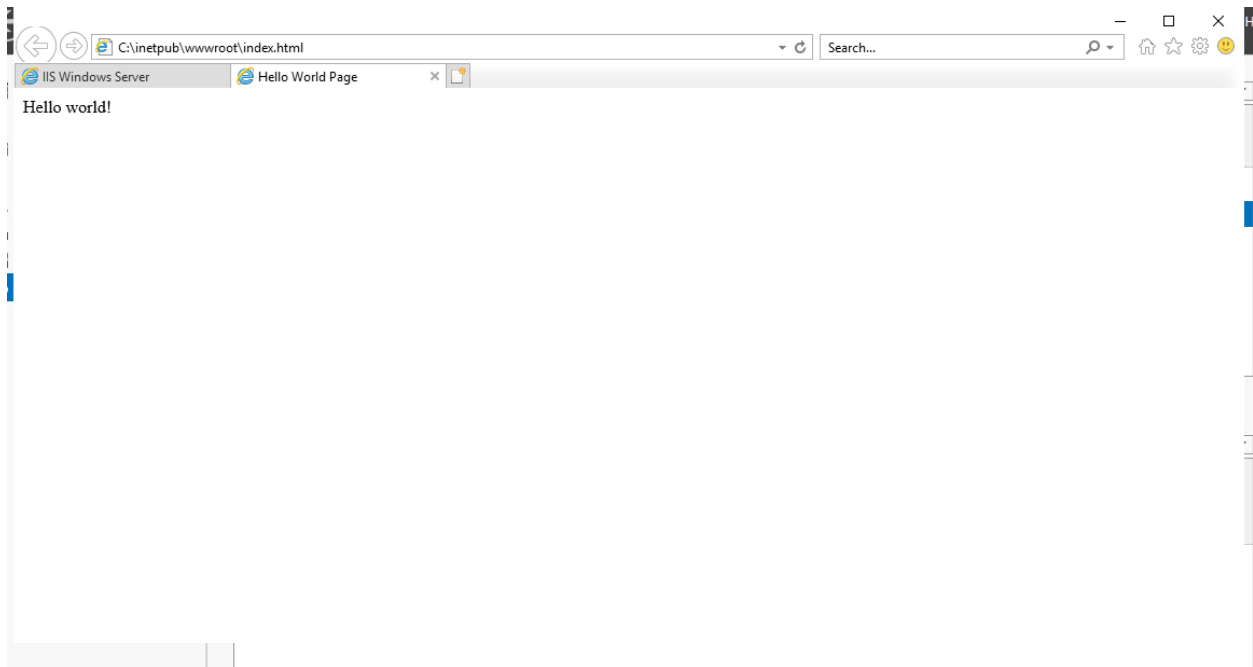 C:\inetpub\wwwroot\index.html
Search...
IIS Windows Server
Hello World Page
Hello world!